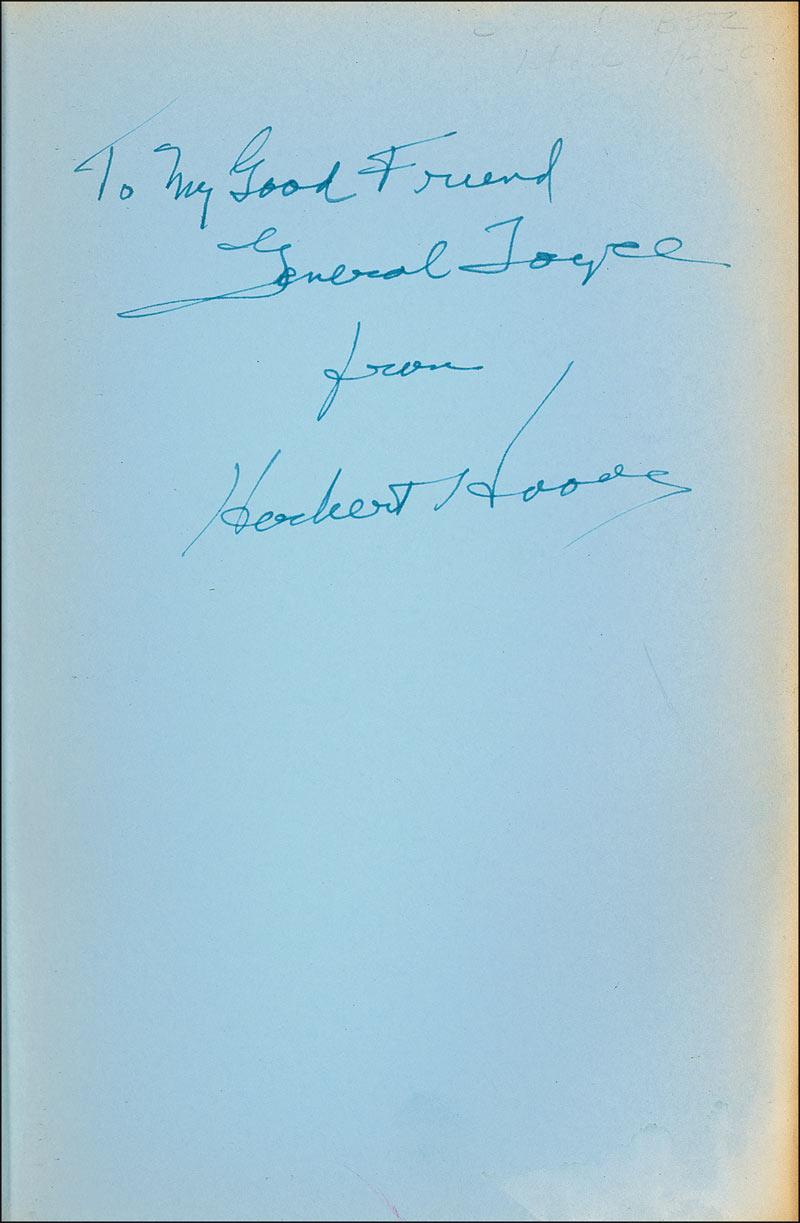 To My Good Friend
General Joyce
from
Herbert Hoover